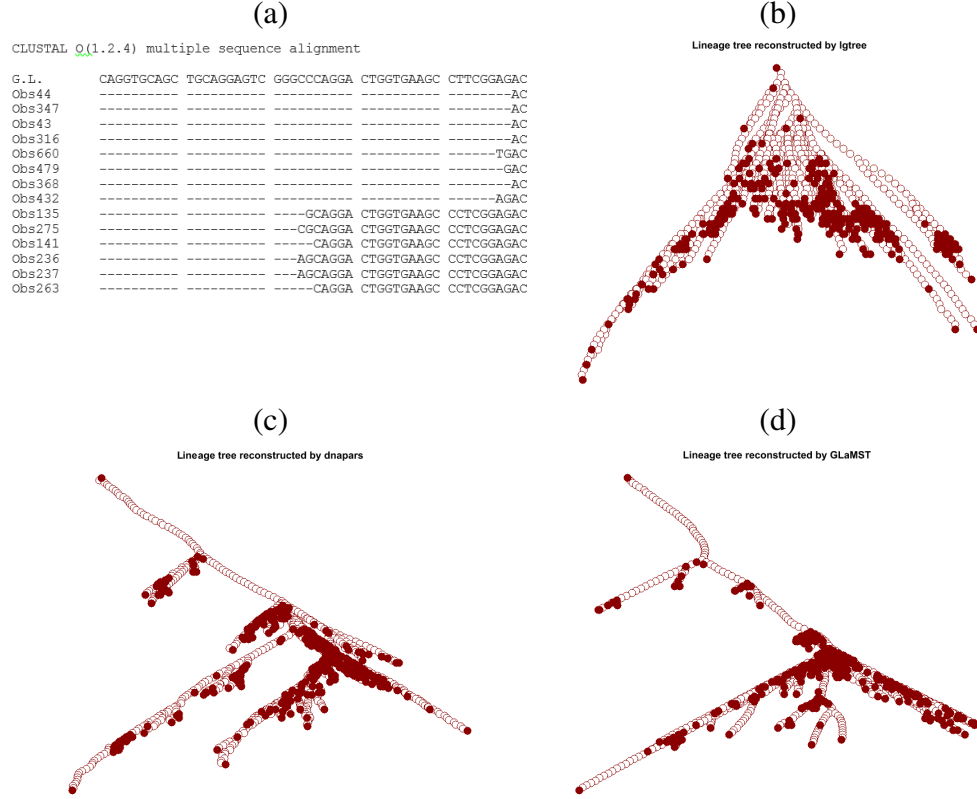 (a)
CLUSTAL O(1.2.4) multiple sequence alignment
G.L. CAGGTGCAGC TGCAGGAGTC GGGCCCAGGA CTGGTGAAGC CTTCGGAGAC
Obs44 ---------- ---------- ---------- ---------- --------AC
Obs347 ---------- ---------- ---------- ---------- --------AC
Obs43 ---------- ---------- ---------- ---------- --------AC
Obs316 ---------- ---------- ---------- ---------- --------AC
Obs660 ---------- ---------- ---------- ---------- ------TGAC
Obs479 ---------- ---------- ---------- ---------- -------GAC
Obs368 ---------- ---------- ---------- ---------- --------AC
Obs432 ---------- ---------- ---------- ---------- ------AGAC
Obs135 ---------- ---------- ----GCAGGA CTGGTGAAGC CCTCGGAGAC
Obs275 ---------- ---------- ---CGCAGGA CTGGTGAAGC CCTCGGAGAC
Obs141 ---------- ---------- -----CAGGA CTGGTGAAGC CCTCGGAGAC
Obs236 ---------- ---------- ---AGCAGGA CTGGTGAAGC CCTCGGAGAC
Obs237 ---------- ---------- ---AGCAGGA CTGGTGAAGC CCTCGGAGAC
Obs263 ---------- ---------- -----CAGGA CTGGTGAAGC CCTCGGAGAC
(b)
Lineage tree reconstructed by Igtree
(c)
Lineage tree reconstructed by dnapars
(d)
Lineage tree reconstructed by GLaMST